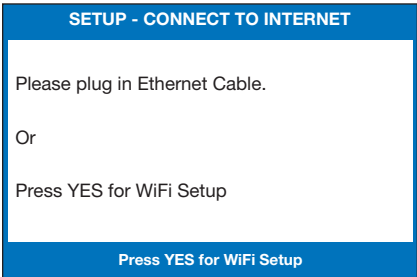 SETUP - CONNECT TO INTERNET
Please plug in Ethernet Cable.
Or
Press YES for WiFi Setup
Press YES for WiFi Setup